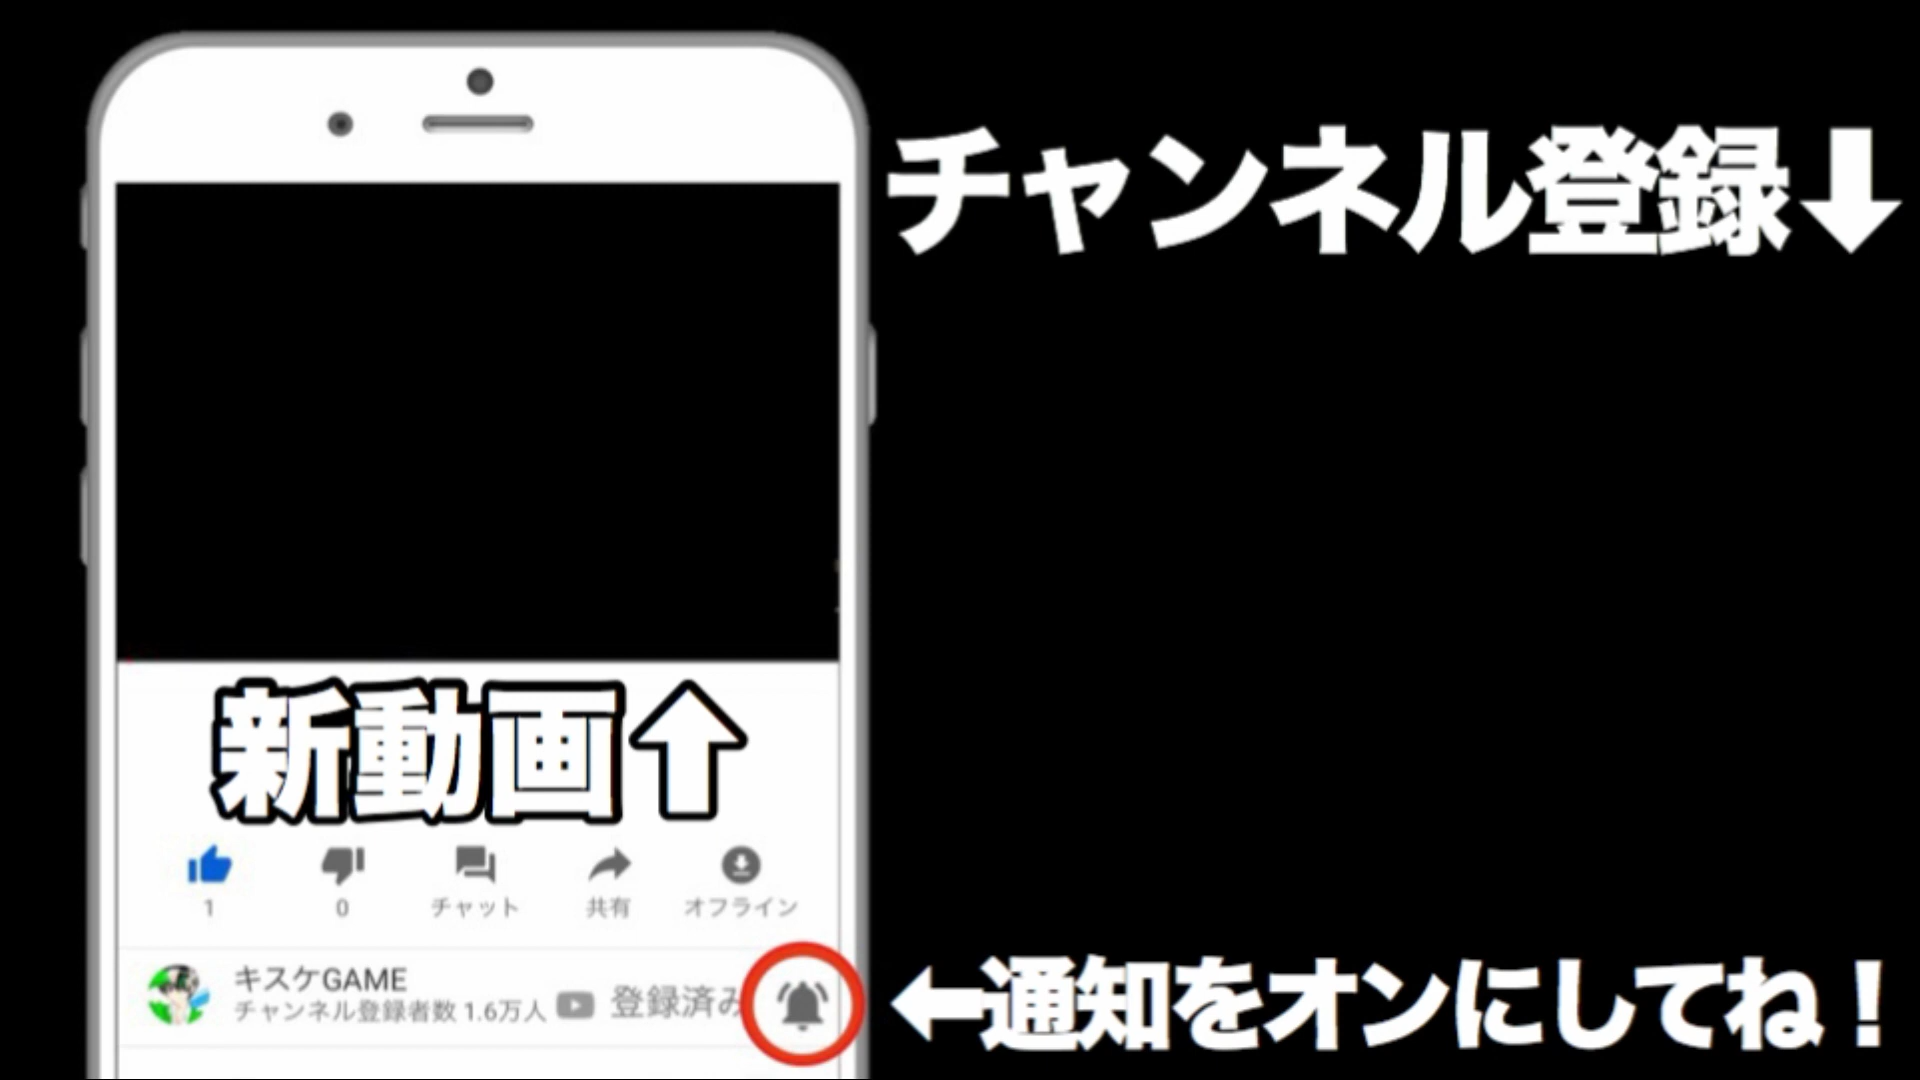 チャンネル登録⬇
新動画↑
1
0
チャット
共有
オフライン
キスケGAME
チャンネル登録者数 1.6万人
登録済み
⬅通知をオンにしてね！